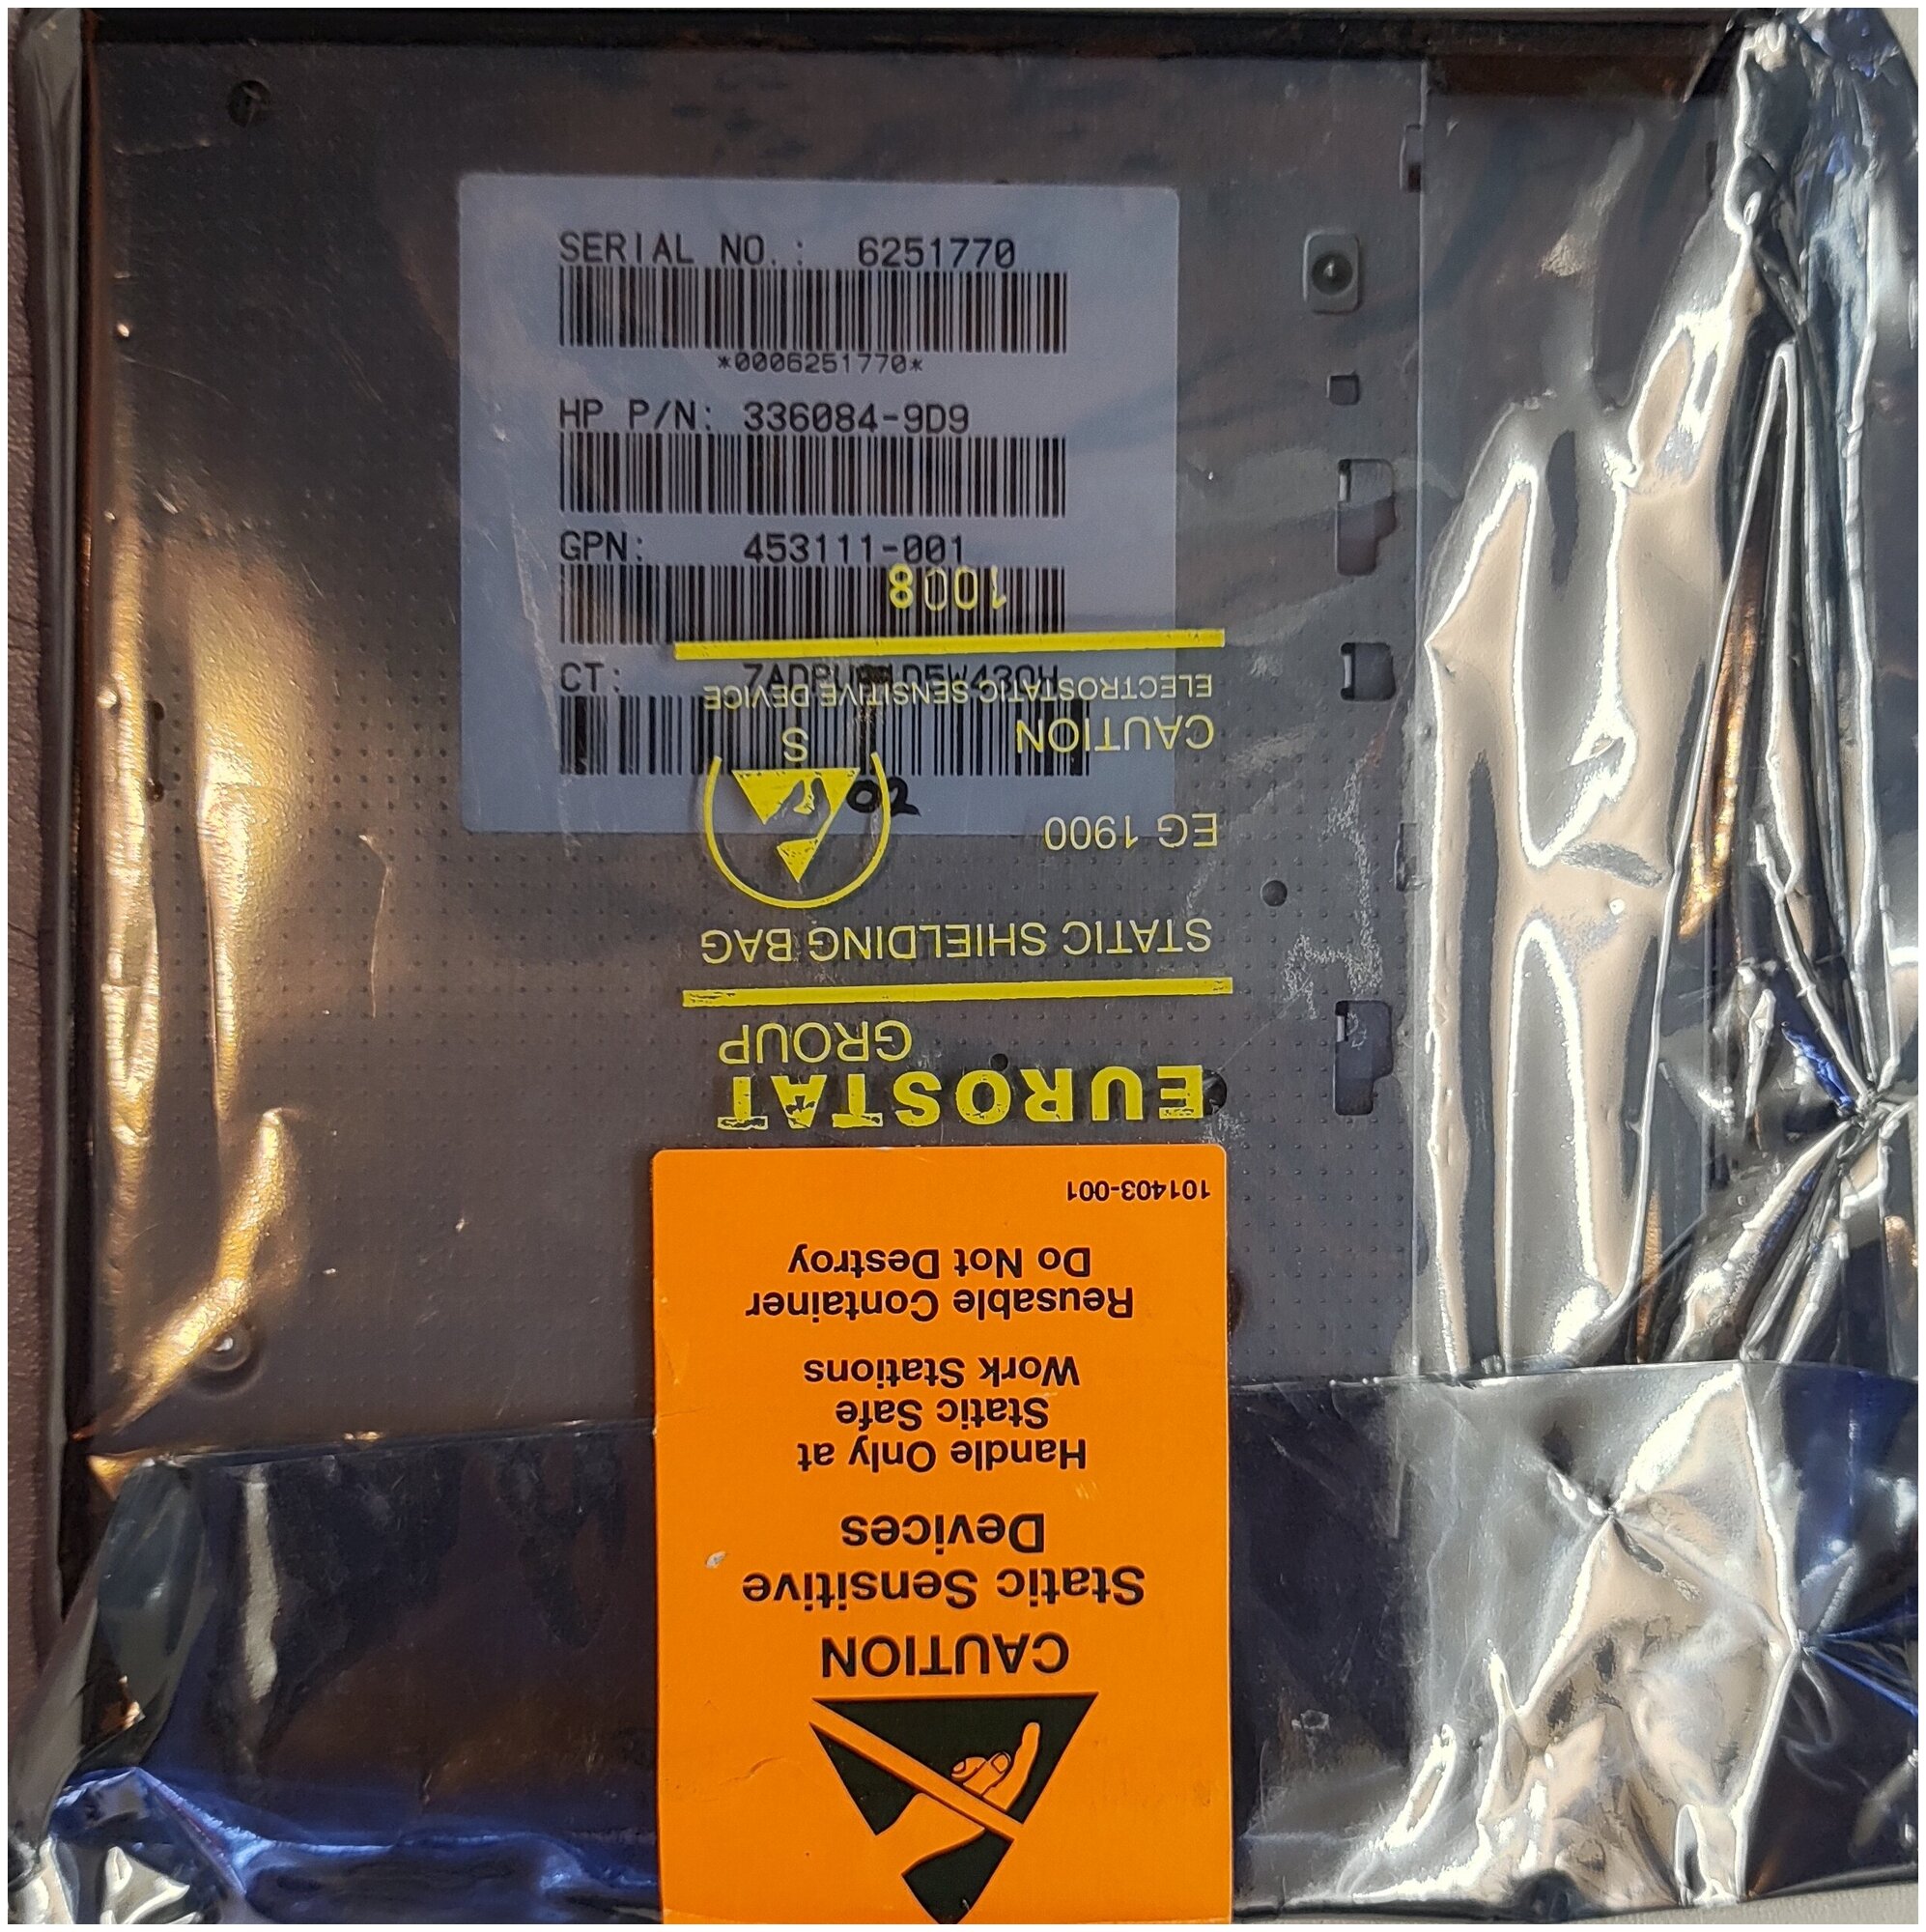 SERIAL NO.: 6251770
*0006251770*
HP P/N: 336084-9D9
GPN: 453111-001
CT:
02
1008
ELECTROSTATIC SENSITIVE DEVICE
CAUTION
S
EG 1900
STATIC SHIELDING BAG
EUROSTAT
GROUP
CAUTION
Static Sensitive
Devices
Handle Only at
Static Safe
Work Stations
Reusable Container
Do Not Destroy
101403-001